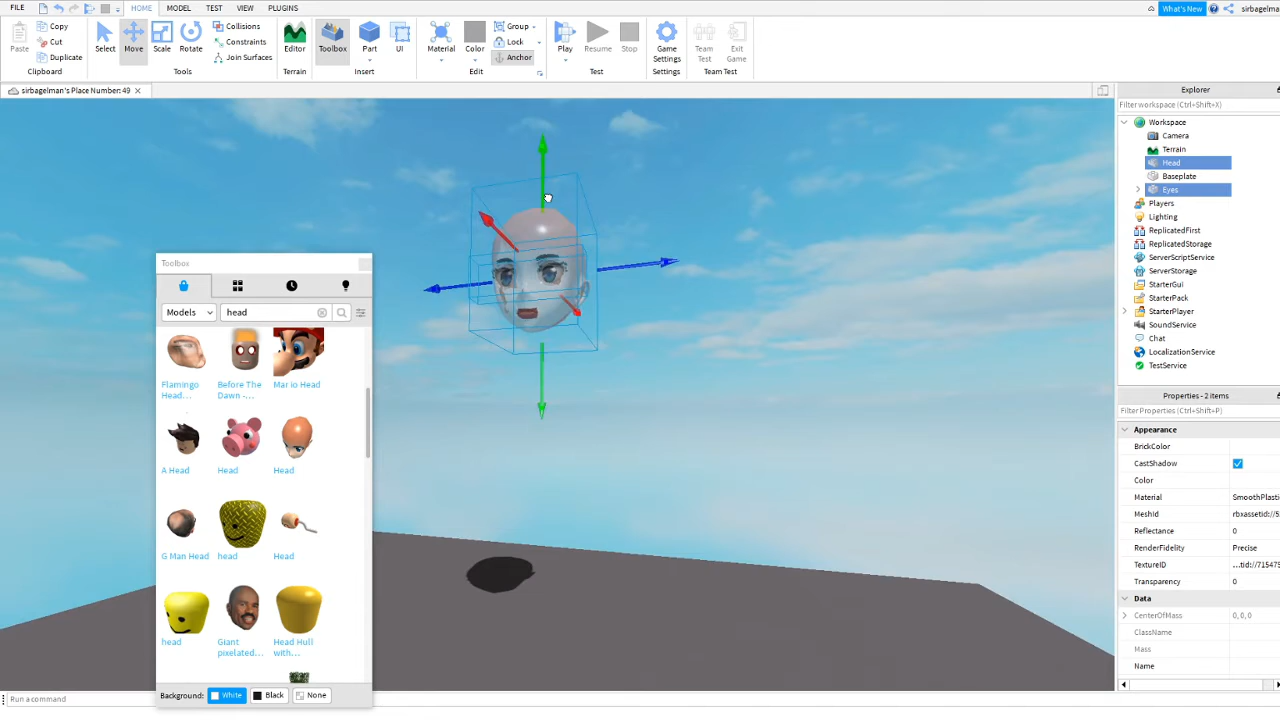 FILE HOME MODEL TEST VIEW PLUGINS What's New sirbagelman
Paste Copy Cut Duplicate Select Move Scale Rotate Collisions Constraints Join Surfaces Editor Toolbox Part UI Material Color Group Lock Anchor Play Resume Stop Game Settings Team Test Exit Game
Clipboard Tools Terrain Insert Edit Test Settings Team Test
sirbagelman's Place Number: 49
Explorer
Filter workspace (Ctrl+Shift+X)
Workspace
Camera
Terrain
Head
Baseplate
Eyes
Players
Lighting
ReplicatedFirst
ReplicatedStorage
ServerScriptService
ServerStorage
StarterGui
StarterPack
StarterPlayer
SoundService
Chat
LocalizationService
TestService
Toolbox
Models head
Flamingo Head... Before The Dawn -... Mar io Head
A Head Head Head
G Man Head head Head
head Giant pixelated... Head Hull with...
Background: White Black None
Properties - 2 items
Filter Properties (Ctrl+Shift+P)
Appearance
BrickColor
CastShadow
Color
Material SmoothPlasti
MeshId rbxassetid://5
Reflectance 0
RenderFidelity Precise
TextureID ...tid://71547
Transparency 0
Data
CenterOfMass 0, 0, 0
ClassName
Mass
Name
Run a command